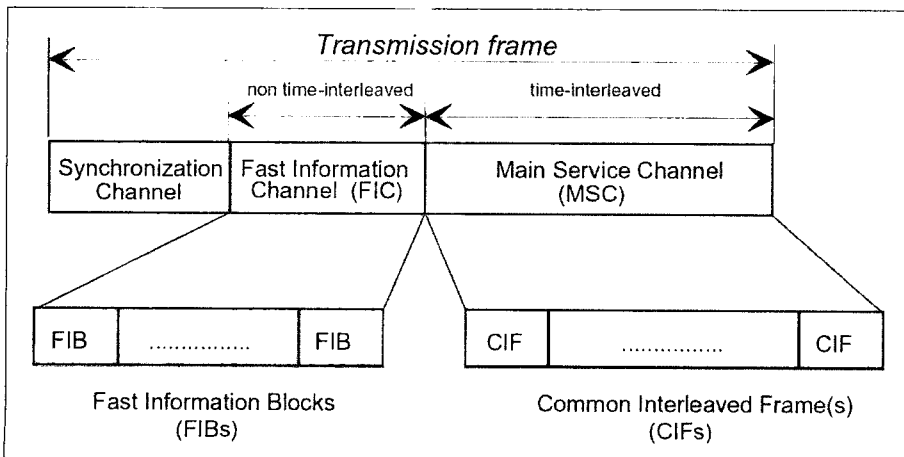 Transmission frame
non time-interleaved
time-interleaved
Synchronization
Channel
Fast Information
Channel (FIC)
Main Service Channel
(MSC)
FIB
................
FIB
CIF
................
CIF
Fast Information Blocks
(FIBs)
Common Interleaved Frame(s)
(CIFs)